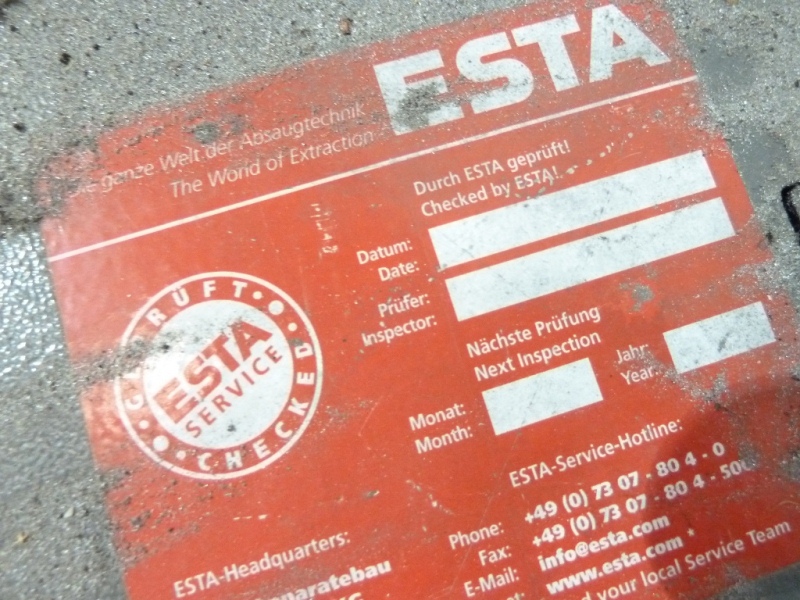 ESTA
ganze Welt der Absaugtechnik
The World of Extraction
Durch ESTA geprüft!
Checked by ESTA!
Datum:
Date:
Prüfer:
Inspector:
Nächste Prüfung
Next Inspection
Monat:
Month:
Jahr:
Year:
GEPRÜFT
ESTA
SERVICE
CHECKED
ESTA-Service-Hotline:
Phone: +49 (0) 73 07 - 80 4 - 0
Fax: +49 (0) 73 07 - 80 4 - 500
E-Mail: info@esta.com
www.esta.com *
your local Service Team
ESTA-Headquarters: